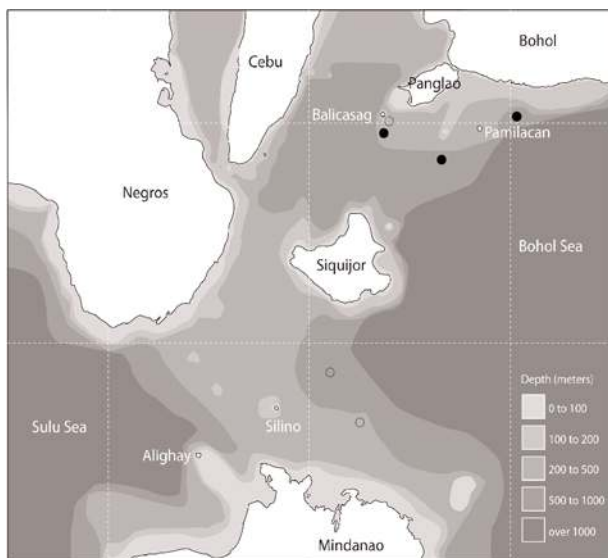 Bohol
Cebu
Panglao
Balicasag
Pamilacan
Negros
Bohol Sea
Siquijor
Depth (meters)
0 to 100
100 to 200
200 to 500
500 to 1000
over 1000
Sulu Sea
Silino
Alighay
Mindanao